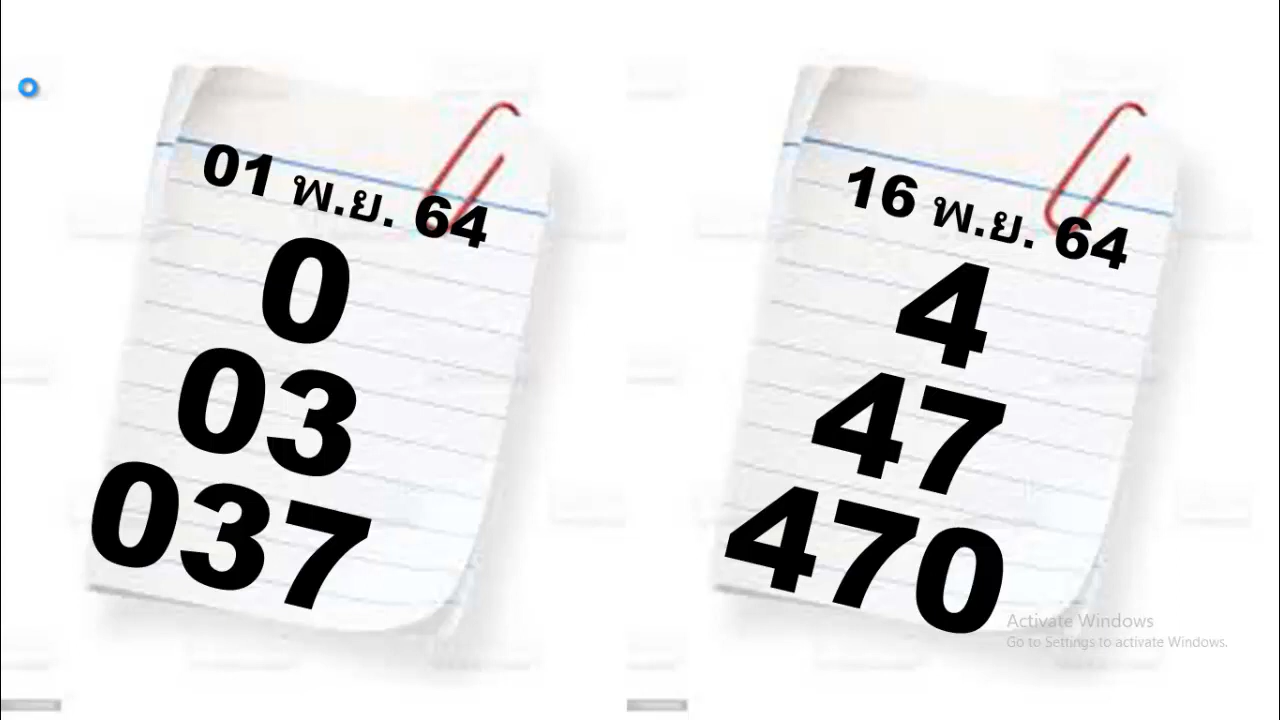 01 พ.ย. 64
0
03
037
16 พ.ย. 64
4
47
470
Activate Windows
Go to Settings to activate Windows.